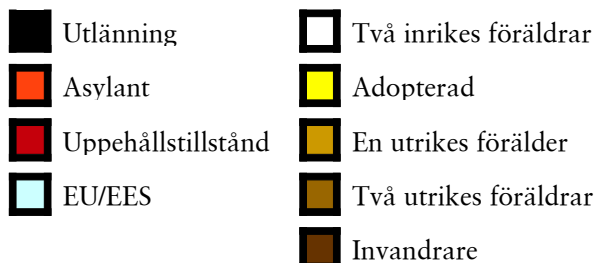 Utlänning
Asylant
Uppehållstillstånd
EU/EES
Två inrikes föräldrar
Adopterad
En utrikes förälder
Två utrikes föräldrar
Invandrare